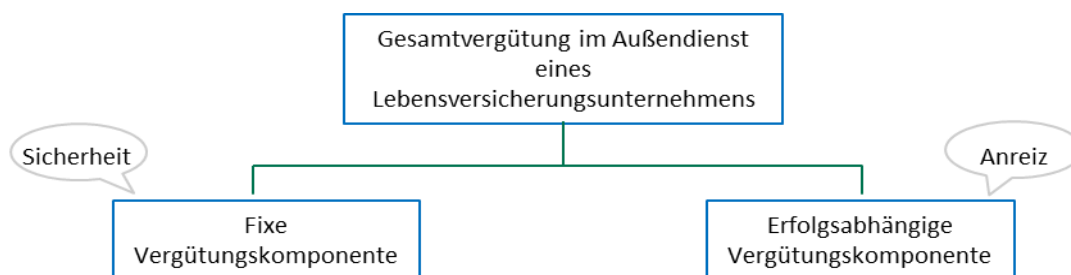 Gesamtvergütung im Außendienst
eines
Lebensversicherungsunternehmens
Sicherheit
Anreiz
Fixe
Vergütungskomponente
Erfolgsabhängige
Vergütungskomponente